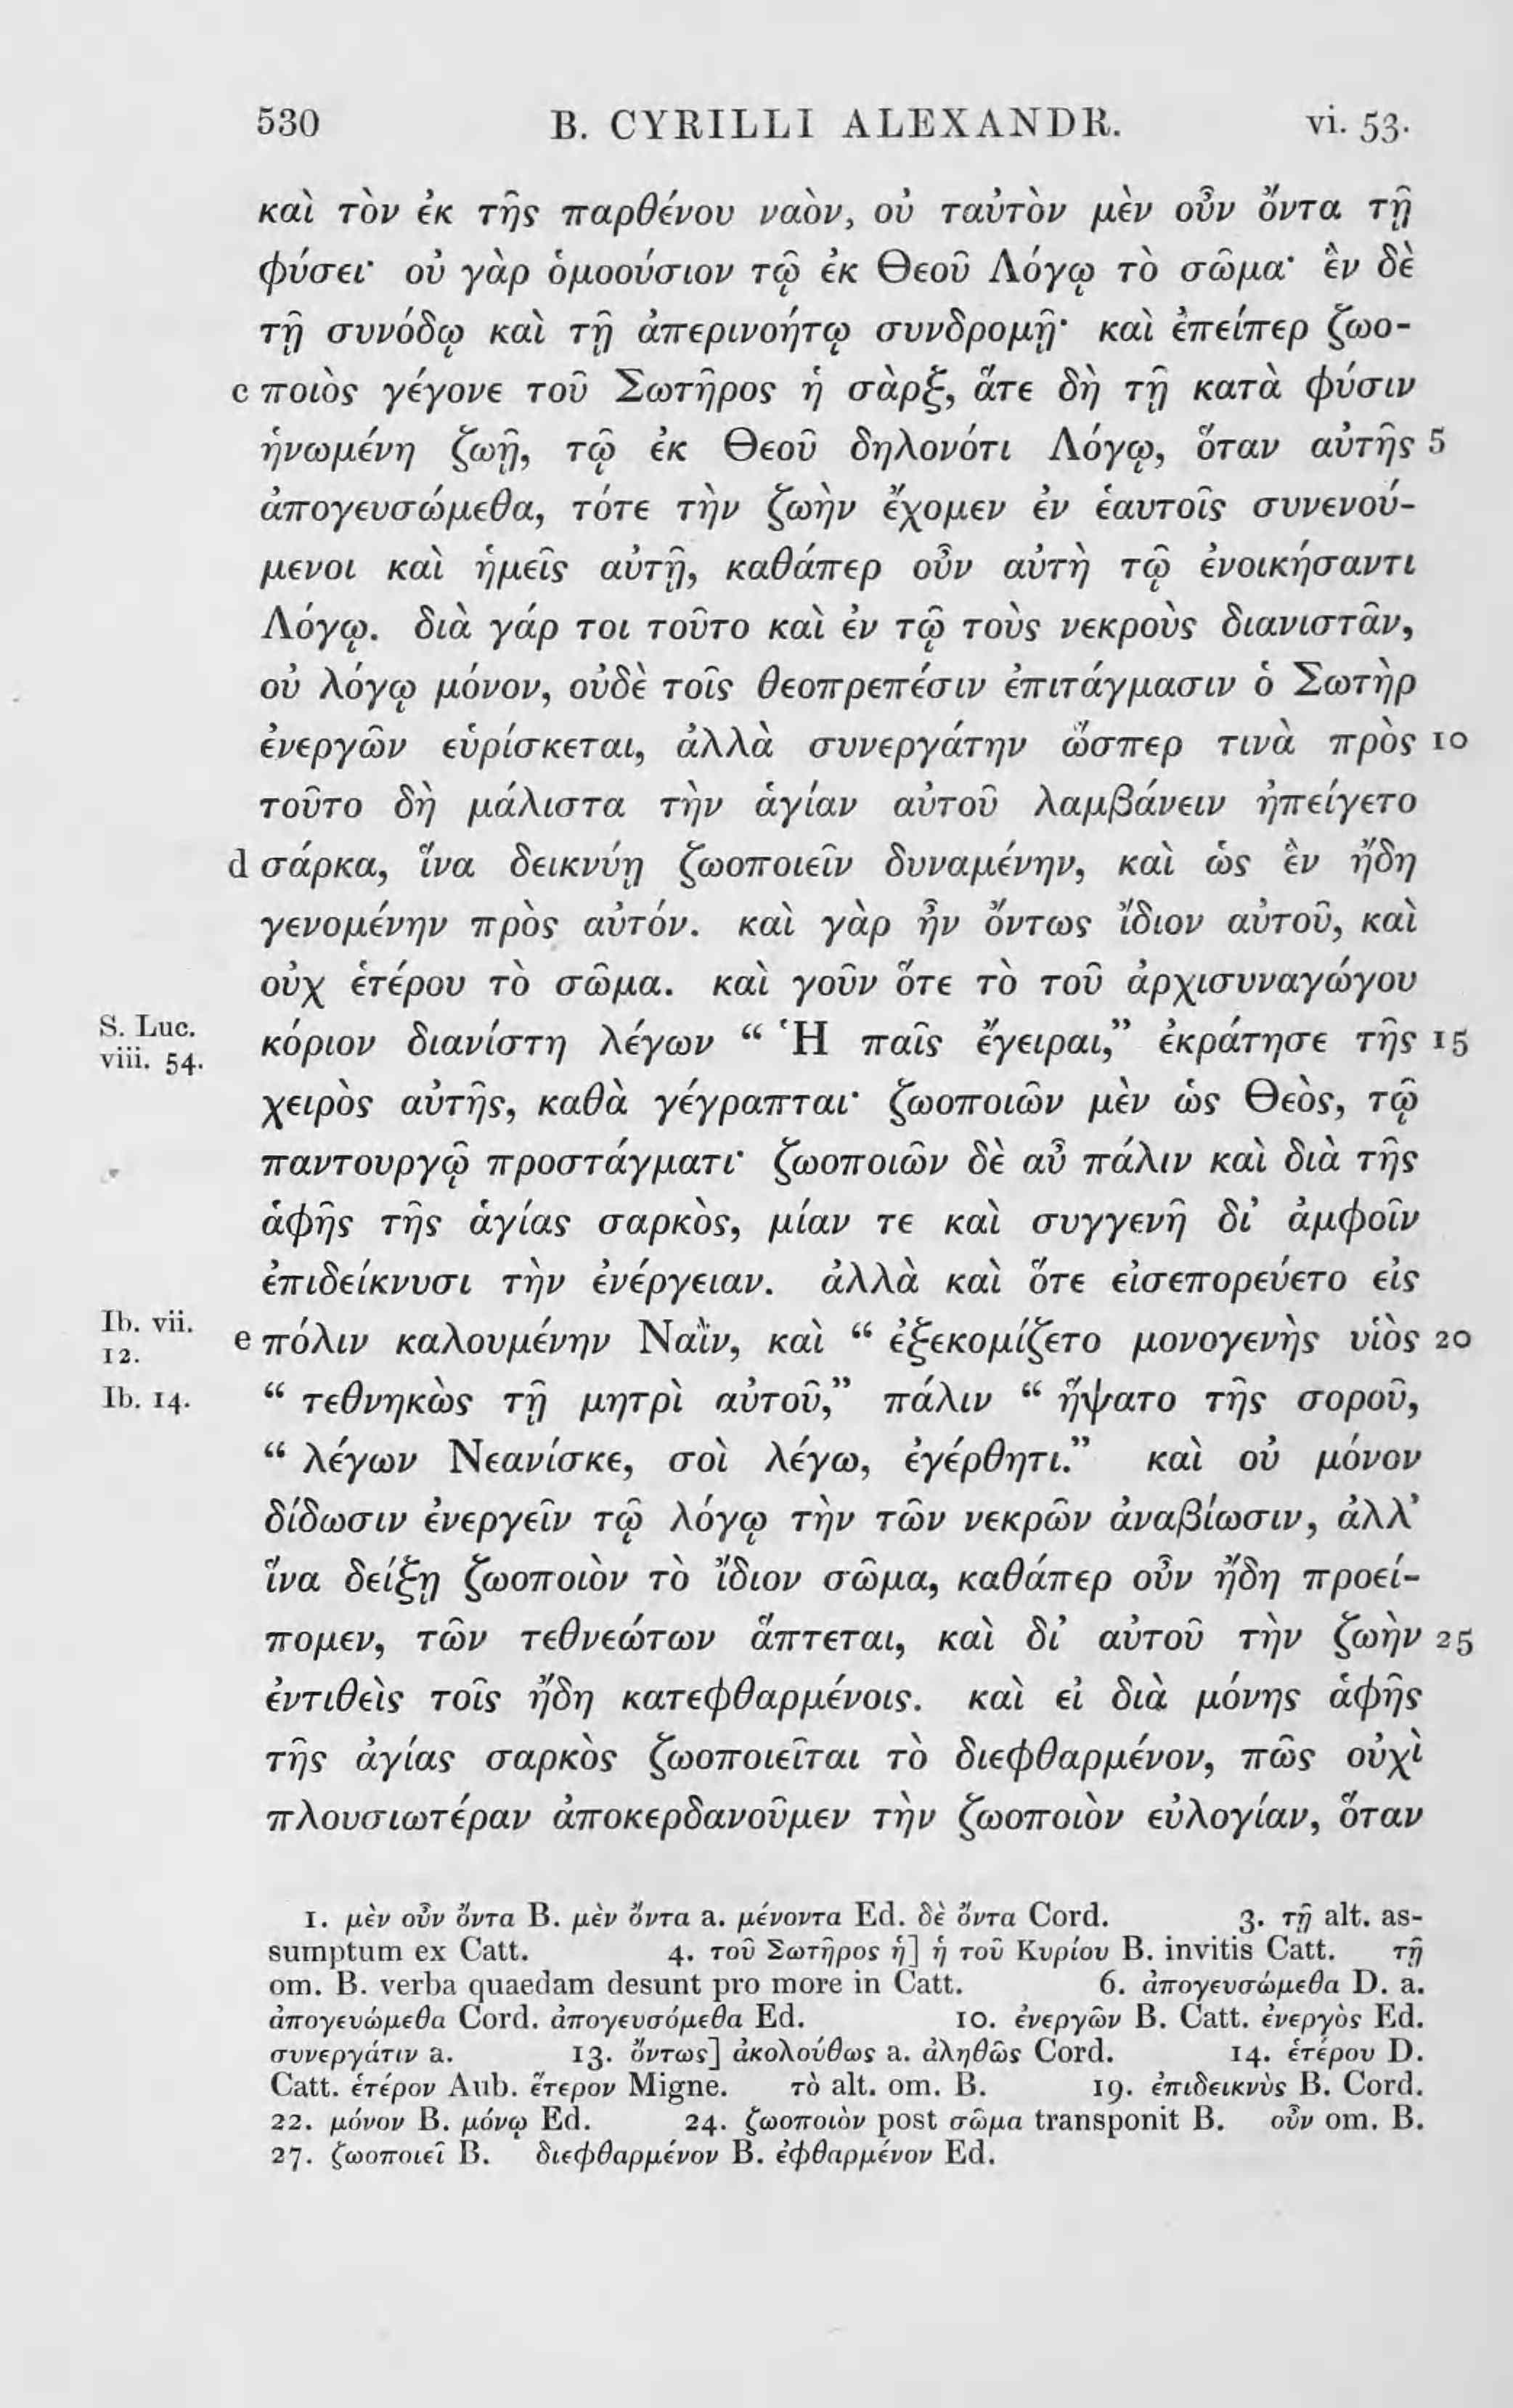 530 B. CYRILLI ALEXANDR. vi. 53.
καὶ τὸν ἐκ τῆς παρθένου ναὸν, οὐ ταὐτὸν μὲν οὖν ὄντα τῇ
φύσει· οὐ γὰρ ὁμοούσιον τῷ ἐκ Θεοῦ Λόγῳ τὸ σῶμα· ἓν δὲ
τῇ συνόδῳ καὶ τῇ ἀπερινοήτῳ συνδρομῇ· καὶ ἐπείπερ ζωο-
c ποιὸς γέγονε τοῦ Σωτῆρος ἡ σὰρξ, ἅτε δὴ τῇ κατὰ φύσιν
ἡνωμένη ζωῇ, τῷ ἐκ Θεοῦ δηλονότι Λόγῳ, ὅταν αὐτῆς 5
ἀπογευσώμεθα, τότε τὴν ζωὴν ἔχομεν ἐν ἑαυτοῖς συνενού-
μενοι καὶ ἡμεῖς αὐτῇ, καθάπερ οὖν αὐτὴ τῷ ἐνοικήσαντι
Λόγῳ. διὰ γάρ τοι τοῦτο καὶ ἐν τῷ τοὺς νεκροὺς διανιστᾶν,
οὐ λόγῳ μόνον, οὐδὲ τοῖς θεοπρεπέσιν ἐπιτάγμασιν ὁ Σωτὴρ
ἐνεργῶν εὑρίσκεται, ἀλλὰ συνεργάτην ὥσπερ τινὰ πρὸς 10
τοῦτο δὴ μάλιστα τὴν ἁγίαν αὐτοῦ λαμβάνειν ἠπείγετο
d σάρκα, ἵνα δεικνύῃ ζωοποιεῖν δυναμένην, καὶ ὡς ἓν ἤδη
γενομένην πρὸς αὐτόν. καὶ γὰρ ἦν ὄντως ἴδιον αὐτοῦ, καὶ
οὐχ ἑτέρου τὸ σῶμα. καὶ γοῦν ὅτε τὸ τοῦ ἀρχισυναγώγου
S. Luc. viii. 54. κόριον διανίστη λέγων “ Ἡ παῖς ἔγειραι,” ἐκράτησε τῆς 15
χειρὸς αὐτῆς, καθὰ γέγραπται· ζωοποιῶν μὲν ὡς Θεὸς, τῷ
παντουργῷ προστάγματι· ζωοποιῶν δὲ αὖ πάλιν καὶ διὰ τῆς
ἁφῆς τῆς ἁγίας σαρκὸς, μίαν τε καὶ συγγενῆ δι’ ἀμφοῖν
ἐπιδείκνυσι τὴν ἐνέργειαν. ἀλλὰ καὶ ὅτε εἰσεπορεύετο εἰς
Ib. vii. 12. e πόλιν καλουμένην Ναῒν, καὶ “ ἐξεκομίζετο μονογενὴς υἱὸς 20
Ib. 14. “ τεθνηκὼς τῇ μητρὶ αὐτοῦ,” πάλιν “ ἥψατο τῆς σοροῦ,
“ λέγων Νεανίσκε, σοὶ λέγω, ἐγέρθητι.” καὶ οὐ μόνον
δίδωσιν ἐνεργεῖν τῷ λόγῳ τὴν τῶν νεκρῶν ἀναβίωσιν, ἀλλ’
ἵνα δείξῃ ζωοποιὸν τὸ ἴδιον σῶμα, καθάπερ οὖν ἤδη προεί-
πομεν, τῶν τεθνεώτων ἅπτεται, καὶ δι’ αὐτοῦ τὴν ζωὴν 25
ἐντιθεὶς τοῖς ἤδη κατεφθαρμένοις. καὶ εἰ διὰ μόνης ἁφῆς
τῆς ἁγίας σαρκὸς ζωοποιεῖται τὸ διεφθαρμένον, πῶς οὐχὶ
πλουσιωτέραν ἀποκερδανοῦμεν τὴν ζωοποιὸν εὐλογίαν, ὅταν
1. μὲν οὖν ὄντα B. μὲν ὄντα a. μένοντα Ed. δὲ ὄντα Cord. 3. τῇ alt. as-
sumptum ex Catt. 4. τοῦ Σωτῆρος ἡ] ἡ τοῦ Κυρίου B. invitis Catt. τῇ
om. B. verba quaedam desunt pro more in Catt. 6. ἀπογευσώμεθα D. a.
ἀπογευώμεθα Cord. ἀπογευσόμεθα Ed. 10. ἐνεργῶν B. Catt. ἐνεργὸς Ed.
συνεργάτιν a. 13. ὄντως] ἀκολούθως a. ἀληθῶς Cord. 14. ἑτέρου D.
Catt. ἑτέρον Aub. ἕτερον Migne. τὸ alt. om. B. 19. ἐπιδεικνὺς B. Cord.
22. μόνον B. μόνῳ Ed. 24. ζωοποιὸν post σῶμα transponit B. οὖν om. B.
27. ζωοποιεῖ B. διεφθαρμένον B. ἐφθαρμένον Ed.